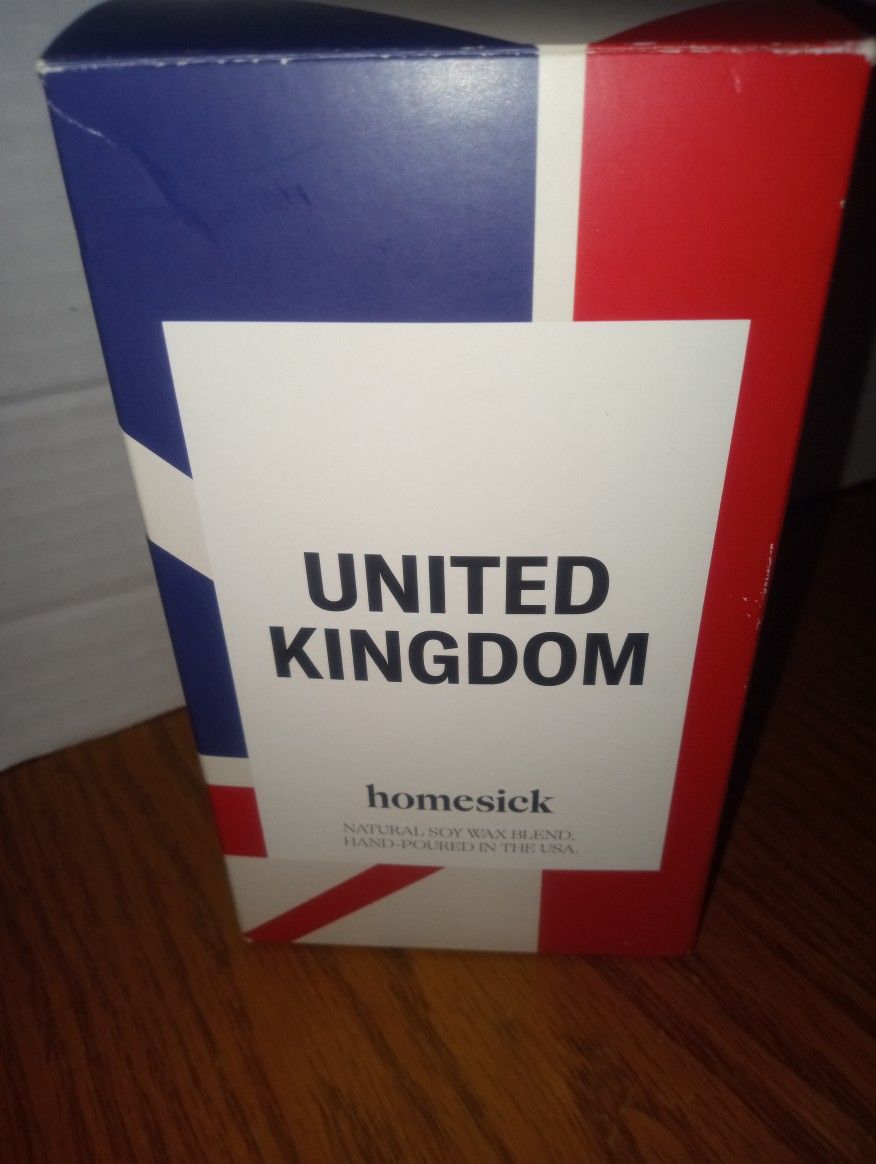 UNITED
KINGDOM
homesick
NATURAL SOY WAX BLEND,
HAND-POURED IN THE USA.